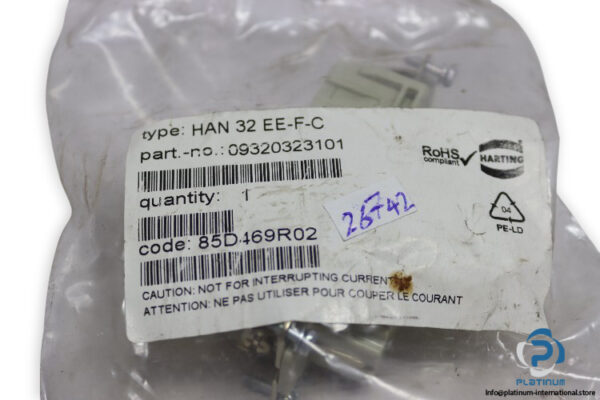 type: HAN 32 EE-F-C
part.-no.: 09320323101
RoHS
compliant
HARTING
quantity: 1
26742
04
PE-LD
code: 85D469R02
CAUTION: NOT FOR INTERRUPTING CURRENT
ATTENTION: NE PAS UTILISER POUR COUPER LE COURANT
PLATINUM
Info@platinum-international.store